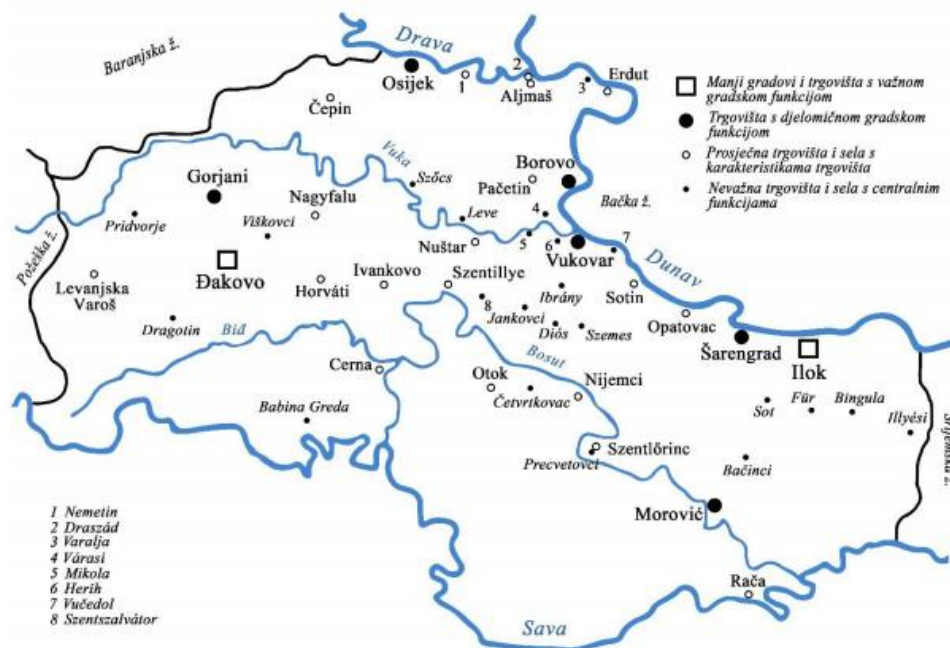 Baranjska ž.
Drava
Osijek
1
2
Aljmaš
3
Erdut
Čepin
Manji gradovi i trgovišta s važnom
gradskom funkcijom
Trgovišta s djelomičnom gradskom
funkcijom
Prosječna trgovišta i sela s
karakteristikama trgovišta
Nevažna trgovišta i sela s centralnim
funkcijama
Vuka
Szőcs
Borovo
Pačetin
Bačka ž.
Gorjani
Nagyfalu
Pridvorje
Viškovci
Leve
4
5
6
Nuštar
Vukovar
7
Dunav
Požeška ž.
Levanjska
Varoš
Đakovo
Horváti
Ivankovo
Szentillye
8
Jankovci
Ibrány
Sotin
Diós
Szemes
Opatovac
Dragotin
Biđ
Bosut
Šarengrad
Ilok
Cerna
Otok
Četvrtkovac
Nijemci
Babina Greda
Sot
Für
Bingula
Illyési
Srijemska ž.
Szentlőrinc
Precvetovci
Bačinci
Morović
Rača
Sava
1 Nemetin
2 Draszád
3 Varalja
4 Várasi
5 Mikola
6 Herih
7 Vučedol
8 Szentszalvátor